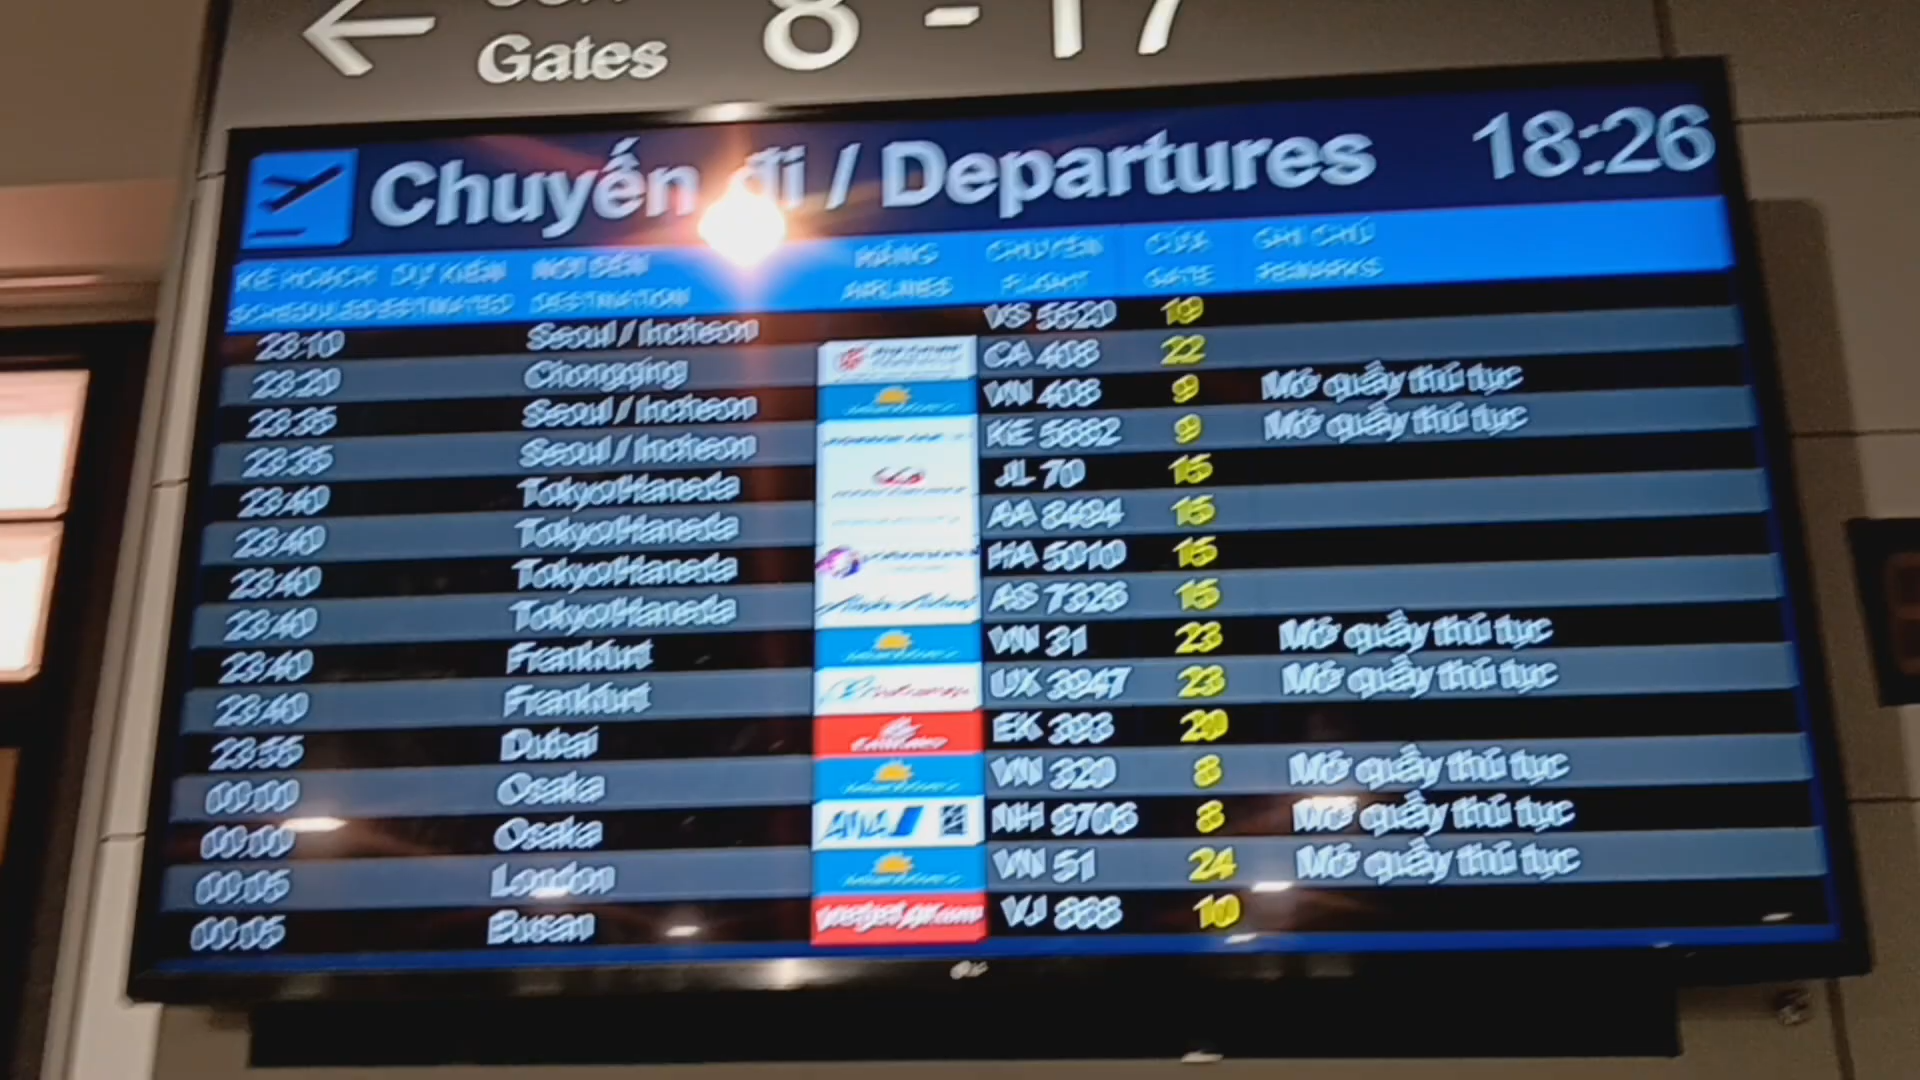 Gates 8 - 17
Chuyến đi / Departures 18:26
KẾ HOẠCH DỰ KIẾN NƠI ĐẾN HÃNG CHUYẾN CỬA GHI CHÚ
SCHEDULED ESTIMATED DESTINATION AIRLINES FLIGHT GATE REMARKS
23:10 Seoul / Incheon VS 5520 19
23:20 Chongqing CA 408 22
23:35 Seoul / Incheon VN 408 9 Mở quầy thủ tục
23:35 Seoul / Incheon KE 5682 9 Mở quầy thủ tục
23:40 Tokyo/Haneda JL 70 15
23:40 Tokyo/Haneda AA 8484 15
23:40 Tokyo/Haneda HA 5010 15
23:40 Tokyo/Haneda AS 7326 15
23:40 Frankfurt VN 31 23 Mở quầy thủ tục
23:40 Frankfurt UX 3947 23 Mở quầy thủ tục
23:55 Dubai Emirates EK 393 20
00:00 Osaka VN 320 8 Mở quầy thủ tục
00:00 Osaka ANA NH 9706 8 Mở quầy thủ tục
00:05 London VN 51 24 Mở quầy thủ tục
00:05 Busan vietjetair.com VJ 868 10